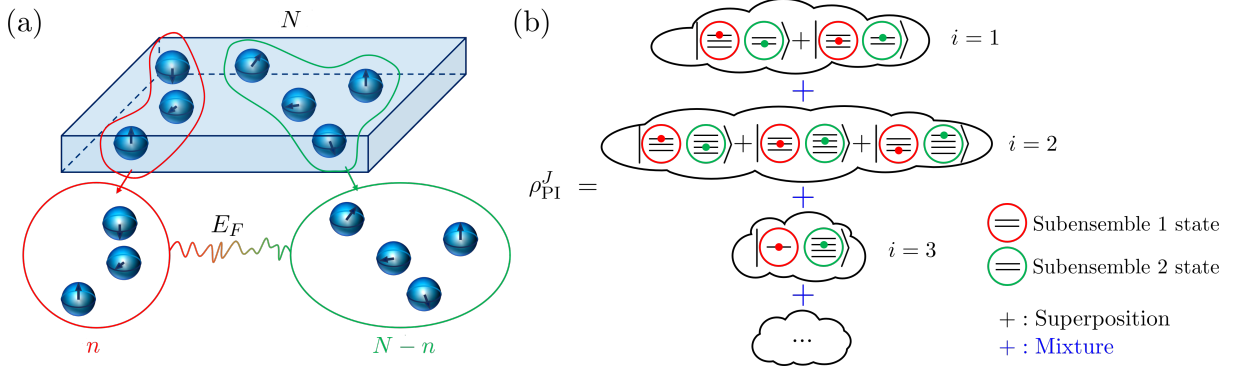 (a)
N
E_F
n
N − n
(b)
i = 1
+
+
i = 2
+
+
ρ^J_PI =
+
i = 3
+
...
Subensemble 1 state
Subensemble 2 state
+ : Superposition
+ : Mixture